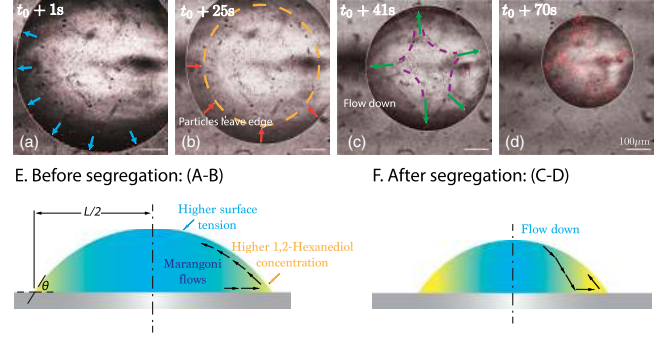 t₀ + 1s
t₀ + 25s
t₀ + 41s
t₀ + 70s
Particles leave edge
Flow down
(a)
(b)
(c)
(d)
100μm
E. Before segregation: (A-B)
F. After segregation: (C-D)
L/2
Higher surface
tension
Flow down
Higher 1,2-Hexanediol
concentration
Marangoni
flows
θ